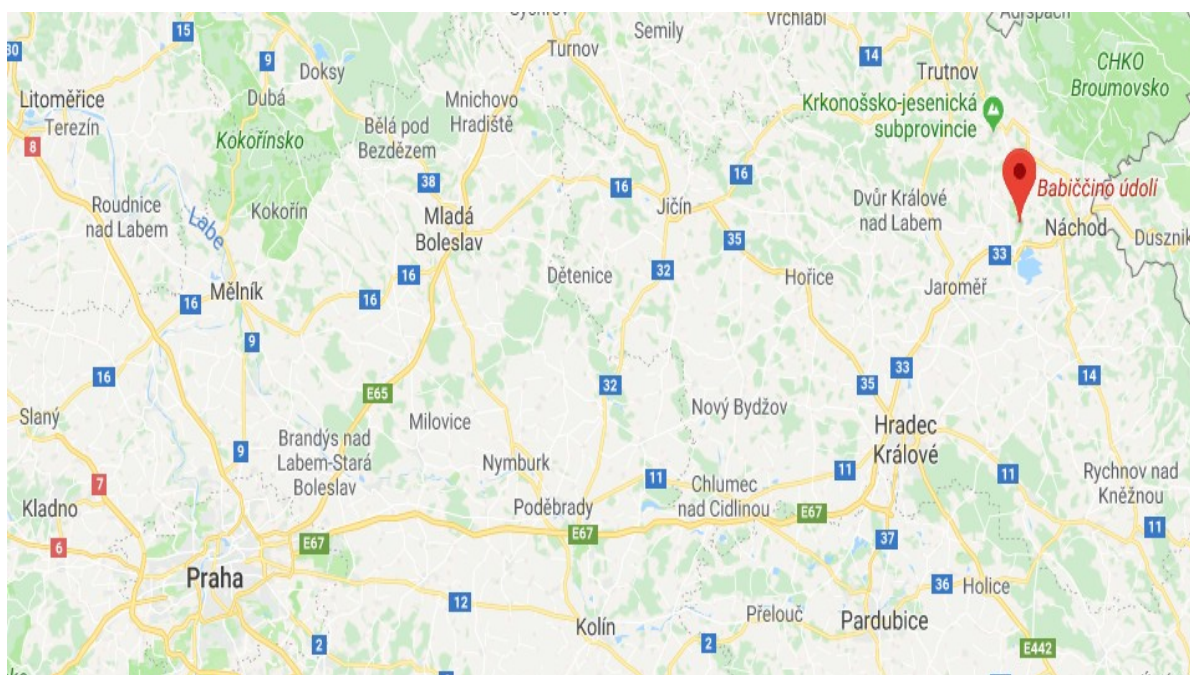 Vrchlabí
15
Semily
Turnov
14
Trutnov
CHKO
Broumovsko
9
Doksy
Litoměřice
Terezín
Dubá
Mnichovo
Hradiště
Krkonošsko-jesenická
subprovincie
8
Kokořínsko
Bělá pod
Bezdězem
38
16
16
Babiččino údolí
Roudnice
nad Labem
Labe
Kokořín
Mladá
Boleslav
Jičín
Dvůr Králové
nad Labem
Náchod
35
33
Dusznik
16
32
Dětenice
Hořice
Jaroměř
Mělník
16
16
9
16
E65
32
35
33
14
Slaný
Milovice
Nový Bydžov
Hradec
Králové
9
Brandýs nad
Labem-Stará
Boleslav
Nymburk
11
11
11
Rychnov nad
Kněžnou
7
Chlumec
nad Cidlinou
Kladno
Poděbrady
E67
11
6
E67
E67
37
Praha
36
Holice
12
Kolín
Přelouč
Pardubice
2
2
E442